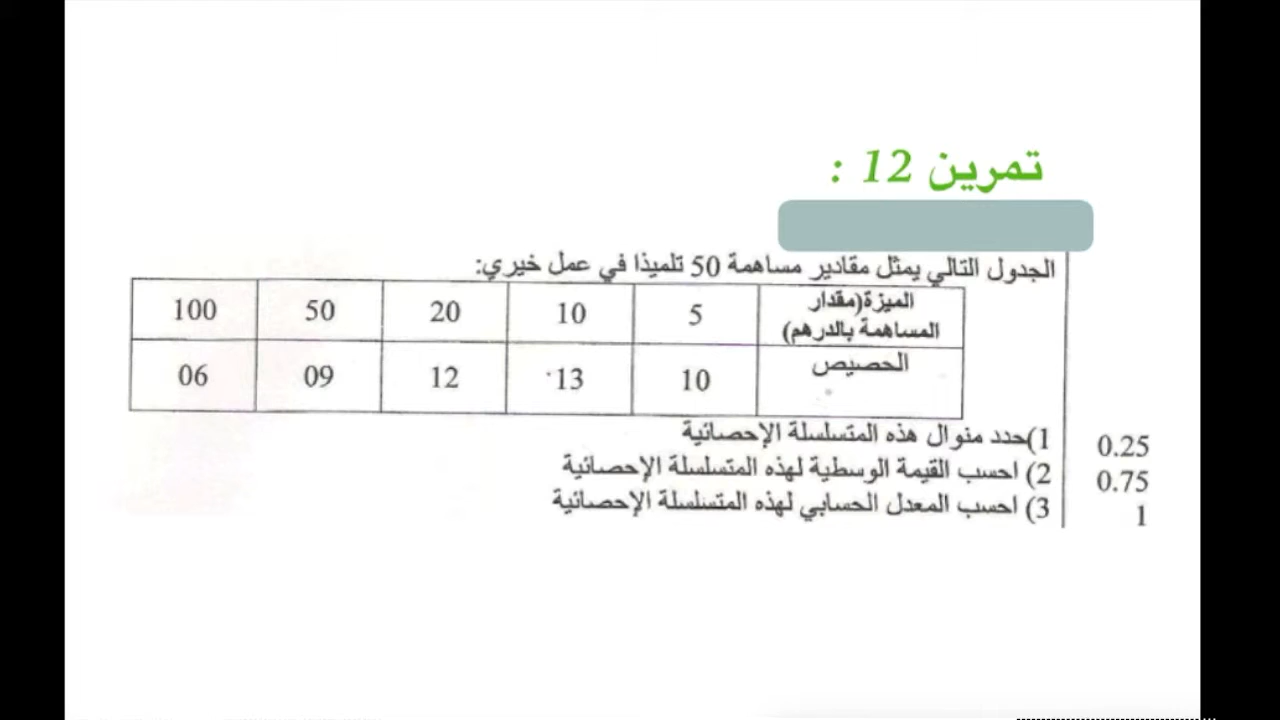 تمرين 12 :
الجدول التالي يمثل مقادير مساهمة 50 تلميذا في عمل خيري:
الميزة(مقدار المساهمة بالدرهم) 5 10 20 50 100
الحصيص 10 13 12 09 06
1)حدد منوال هذه المتسلسلة الإحصائية 0.25
2) احسب القيمة الوسطية لهذه المتسلسلة الإحصائية 0.75
3) احسب المعدل الحسابي لهذه المتسلسلة الإحصائية 1